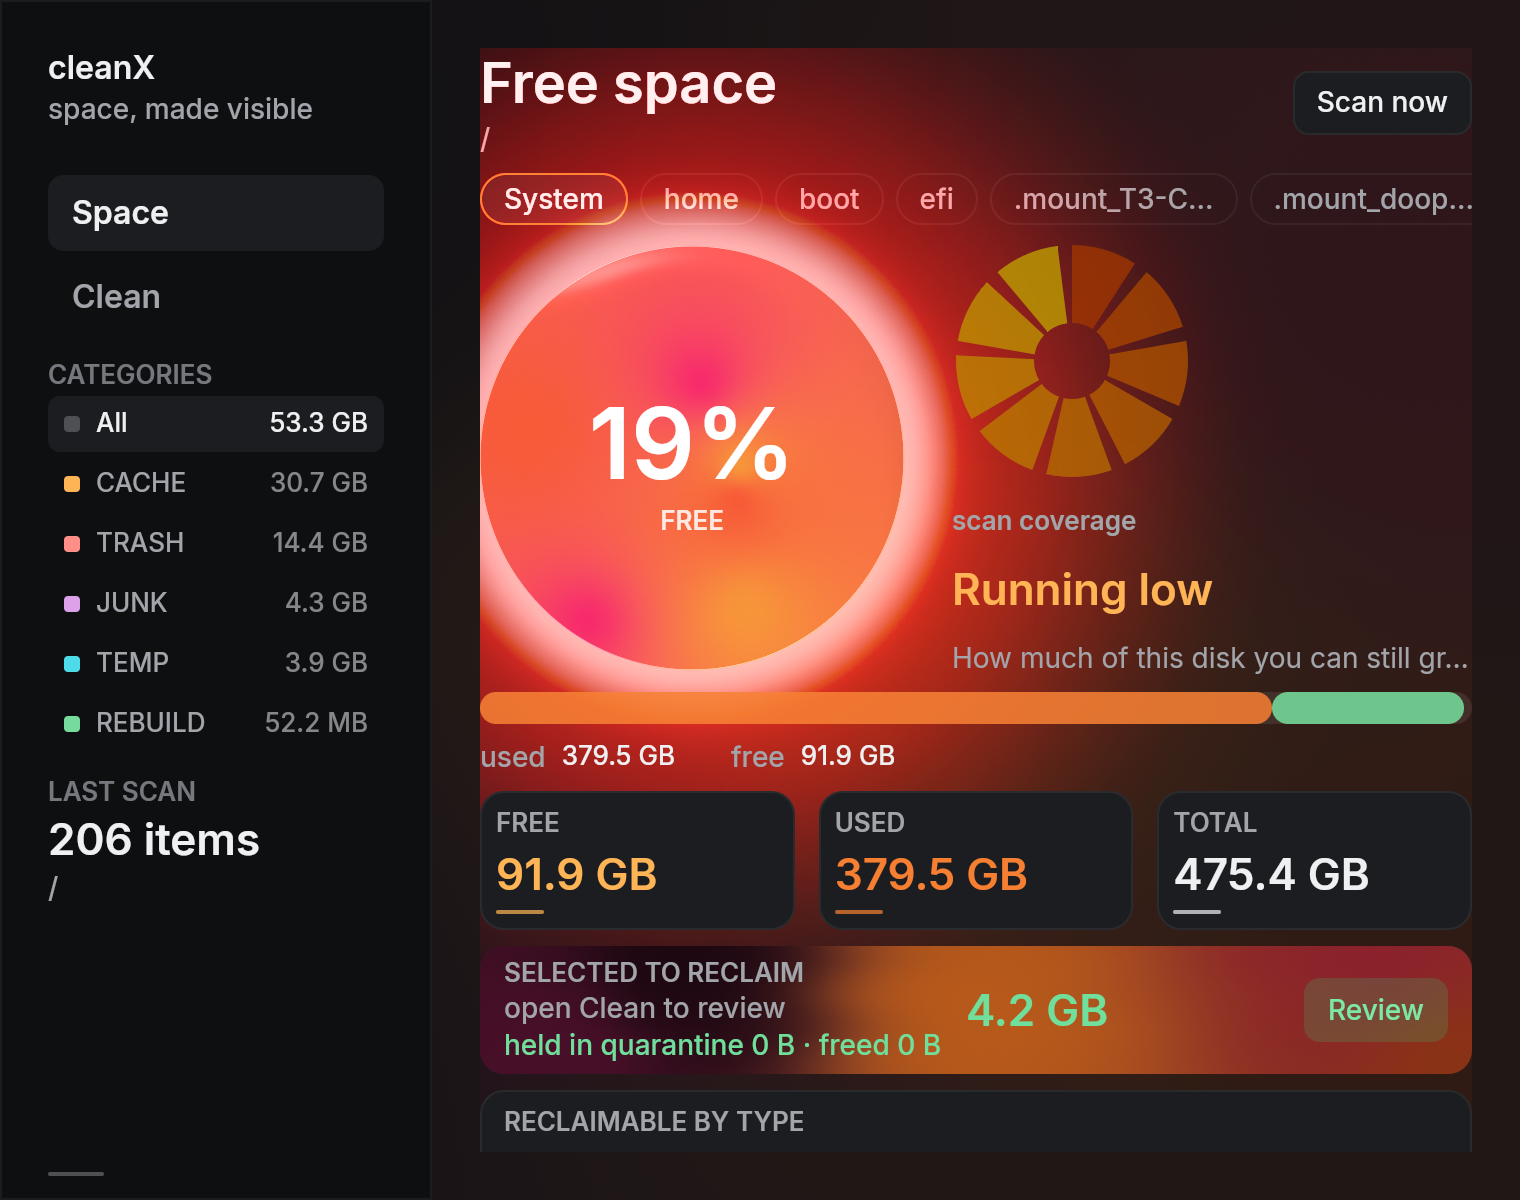 cleanX
space, made visible
Space
Clean
CATEGORIES
All 53.3 GB
CACHE 30.7 GB
TRASH 14.4 GB
JUNK 4.3 GB
TEMP 3.9 GB
REBUILD 52.2 MB
LAST SCAN
206 items
/
Free space
/
Scan now
System home boot efi .mount_T3-C... .mount_doop...
19%
FREE
scan coverage
Running low
How much of this disk you can still gr...
used 379.5 GB free 91.9 GB
FREE
91.9 GB
USED
379.5 GB
TOTAL
475.4 GB
SELECTED TO RECLAIM
open Clean to review
held in quarantine 0 B · freed 0 B
4.2 GB
Review
RECLAIMABLE BY TYPE